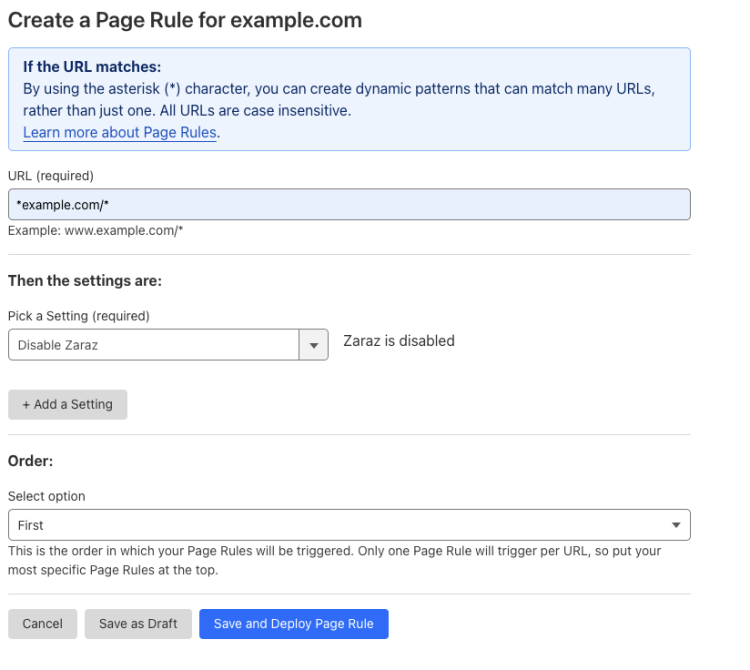 Create a Page Rule for example.com
If the URL matches:
By using the asterisk (*) character, you can create dynamic patterns that can match many URLs,
rather than just one. All URLs are case insensitive.
Learn more about Page Rules.
URL (required)
*example.com/*
Example: www.example.com/*
Then the settings are:
Pick a Setting (required)
Disable Zaraz
Zaraz is disabled
+ Add a Setting
Order:
Select option
First
This is the order in which your Page Rules will be triggered. Only one Page Rule will trigger per URL, so put your
most specific Page Rules at the top.
Cancel
Save as Draft
Save and Deploy Page Rule